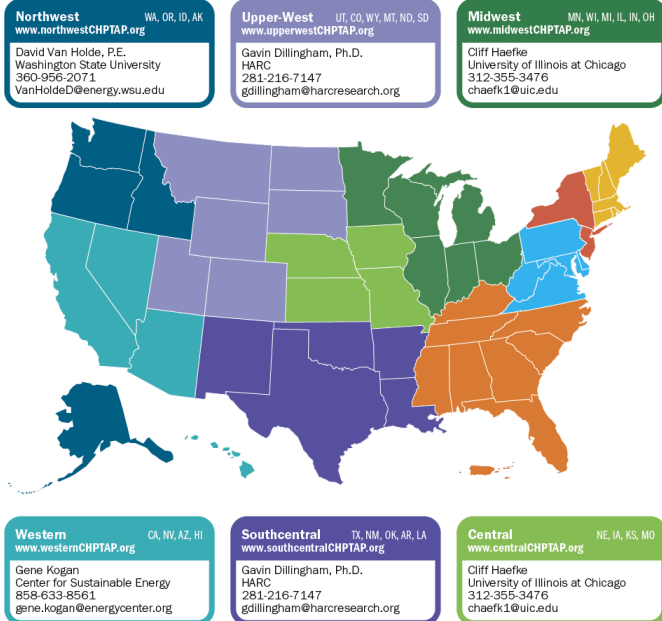 Northwest WA, OR, ID, AK
www.northwestCHPTAP.org
David Van Holde, P.E.
Washington State University
360-956-2071
VanHoldeD@energy.wsu.edu
Upper-West UT, CO, WY, MT, ND, SD
www.upperwestCHPTAP.org
Gavin Dillingham, Ph.D.
HARC
281-216-7147
gdillingham@harcresearch.org
Midwest MN, WI, MI, IL, IN, OH
www.midwestCHPTAP.org
Cliff Haefke
University of Illinois at Chicago
312-355-3476
chaefk1@uic.edu
Western CA, NV, AZ, HI
www.westernCHPTAP.org
Gene Kogan
Center for Sustainable Energy
858-633-8561
gene.kogan@energycenter.org
Southcentral TX, NM, OK, AR, LA
www.southcentralCHPTAP.org
Gavin Dillingham, Ph.D.
HARC
281-216-7147
gdillingham@harcresearch.org
Central NE, IA, KS, MO
www.centralCHPTAP.org
Cliff Haefke
University of Illinois at Chicago
312-355-3476
chaefk1@uic.edu